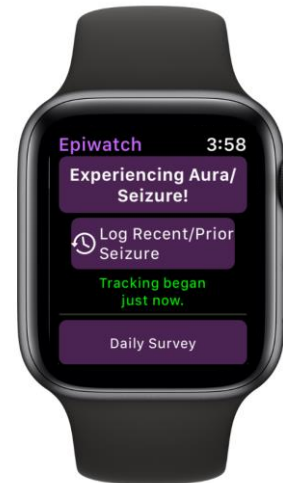 Epiwatch 3:58
Experiencing Aura/
Seizure!
Log Recent/Prior
Seizure
Tracking began
just now.
Daily Survey